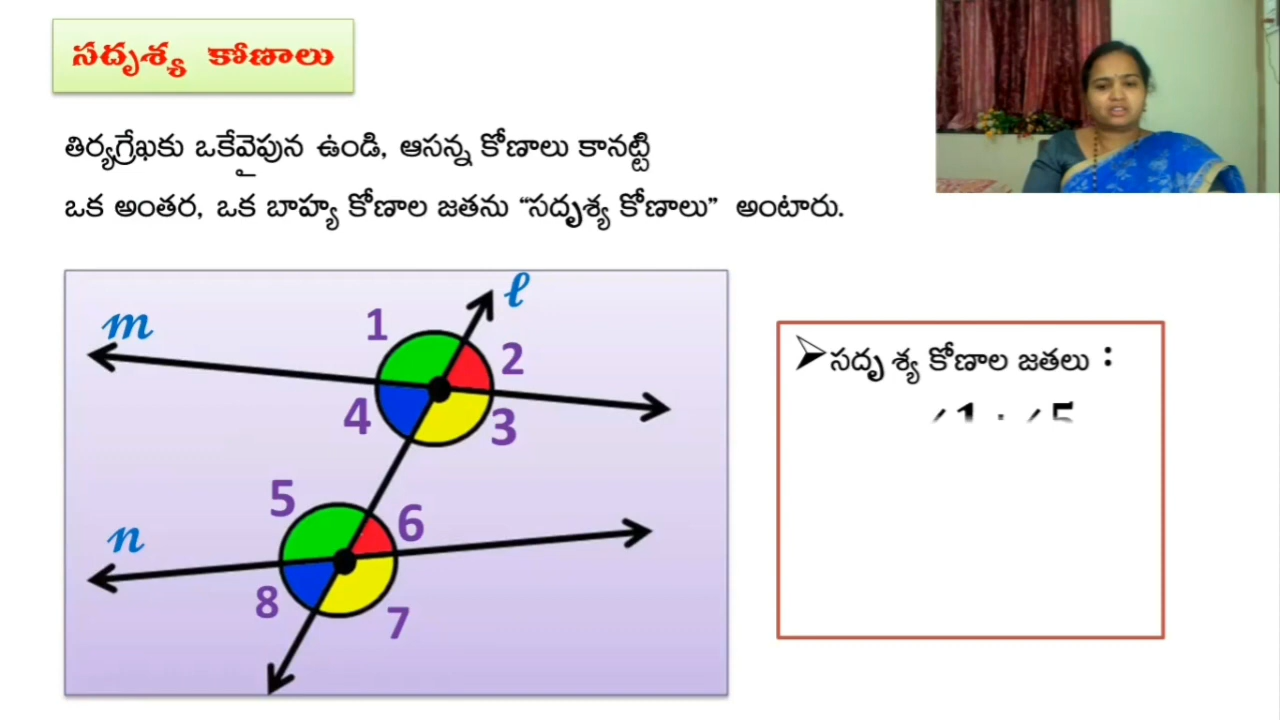 సదృశ్య కోణాలు
తిర్యగ్రేఖకు ఒకేవైపున ఉండి, ఆసన్న కోణాలు కానట్టి
ఒక అంతర, ఒక బాహ్య కోణాల జతను “సదృశ్య కోణాలు” అంటారు.
ℓ
m
1
2
4
3
n
5
6
8
7
➢సదృశ్య కోణాల జతలు :